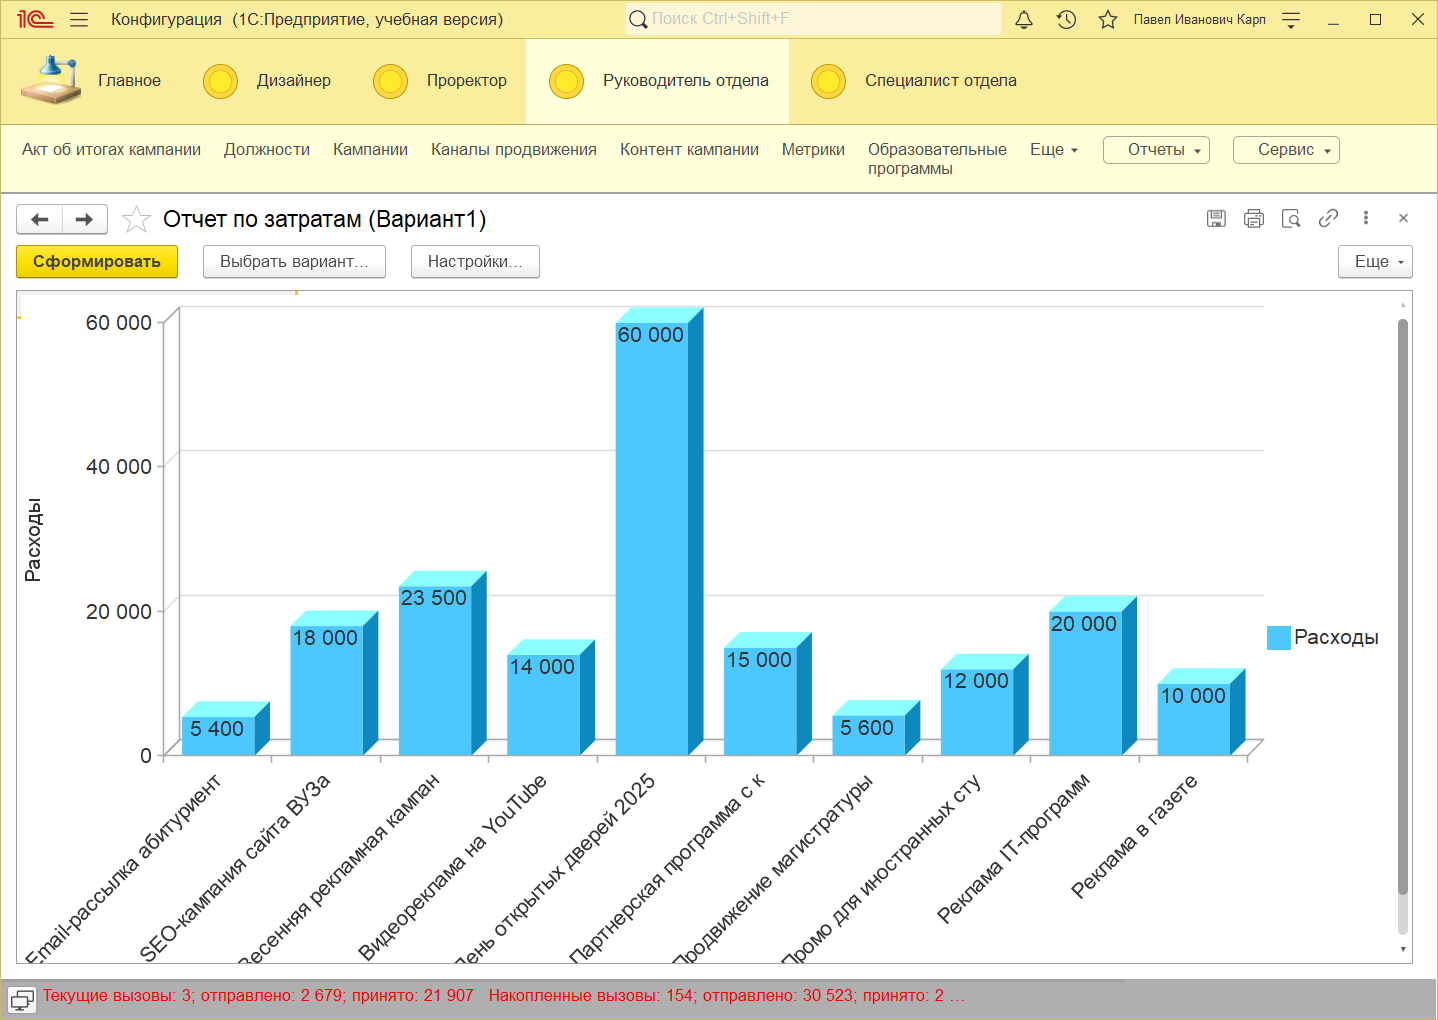 1С Конфигурация (1С:Предприятие, учебная версия)
Поиск Ctrl+Shift+F
Павел Иванович Карп
Главное
Дизайнер
Проректор
Руководитель отдела
Специалист отдела
Акт об итогах кампании
Должности
Кампании
Каналы продвижения
Контент кампании
Метрики
Образовательные
программы
Еще
Отчеты
Сервис
Отчет по затратам (Вариант1)
Сформировать
Выбрать вариант...
Настройки...
Еще
Расходы
60 000
40 000
20 000
0
5 400
18 000
23 500
14 000
60 000
15 000
5 600
12 000
20 000
10 000
Расходы
Email-рассылка абитуриент
SEO-кампания сайта ВУЗа
Весенняя рекламная кампан
Видеореклама на YouTube
День открытых дверей 2025
Партнерская программа с к
Продвижение магистратуры
Промо для иностранных сту
Реклама IT-программ
Реклама в газете
Текущие вызовы: 3; отправлено: 2 679; принято: 21 907 Накопленные вызовы: 154; отправлено: 30 523; принято: 2 ...